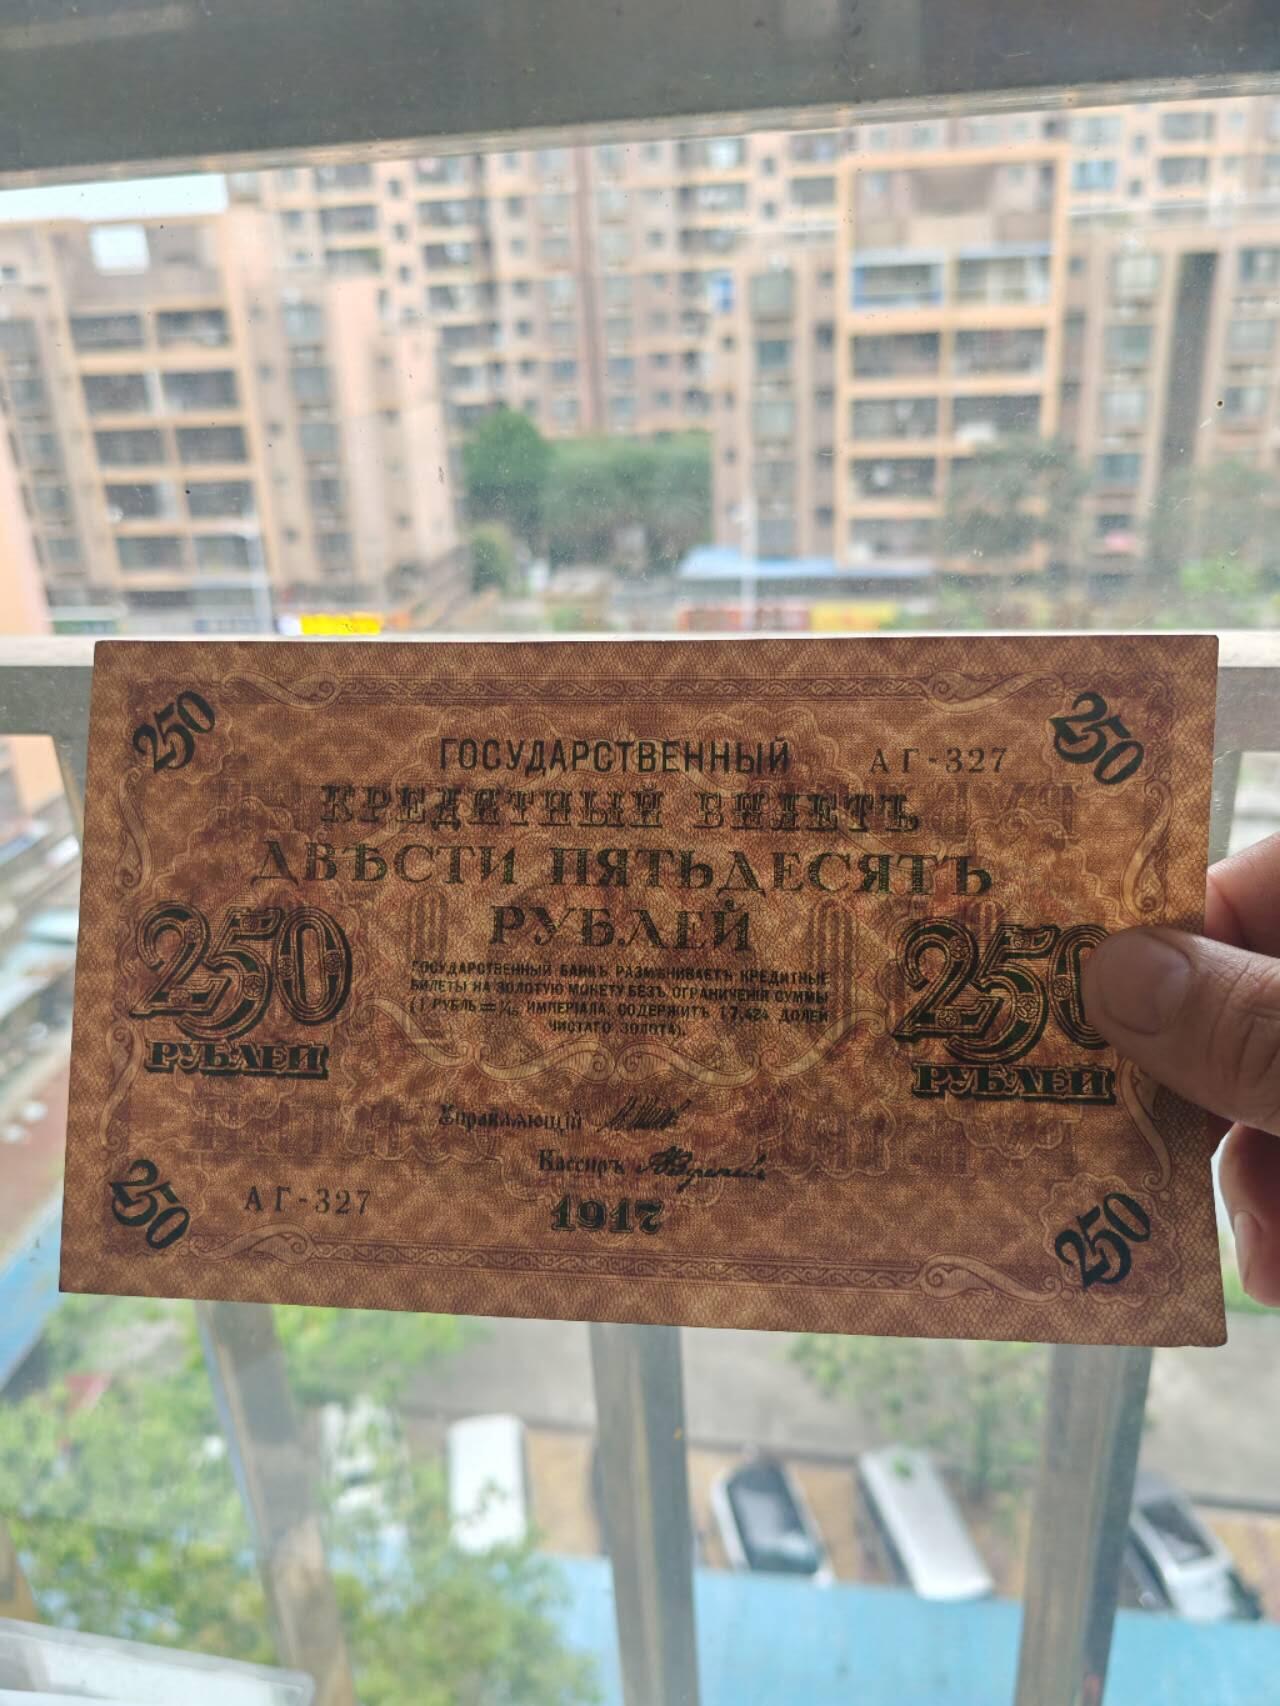 250
250
ГОСУДАРСТВЕННЫЙ
АГ-327
КРЕДИТНЫЙ БИЛЕТЪ
ДВѢСТИ ПЯТЬДЕСЯТЪ
РУБЛЕЙ
250
РУБЛЕЙ
250
РУБЛЕЙ
ГОСУДАРСТВЕННЫЙ БАНКЪ РАЗМѢНИВАЕТЪ КРЕДИТНЫЕ
БИЛЕТЫ НА ЗОЛОТУЮ МОНЕТУ БЕЗЪ ОГРАНИЧЕНІЯ СУММЫ
(1 РУБЛЬ = 1/15 ИМПЕРІАЛА, СОДЕРЖИТЪ 17,424 ДОЛЕЙ
ЧИСТАГО ЗОЛОТА).
Управляющій
Кассиръ
АГ-327
1917
250
250